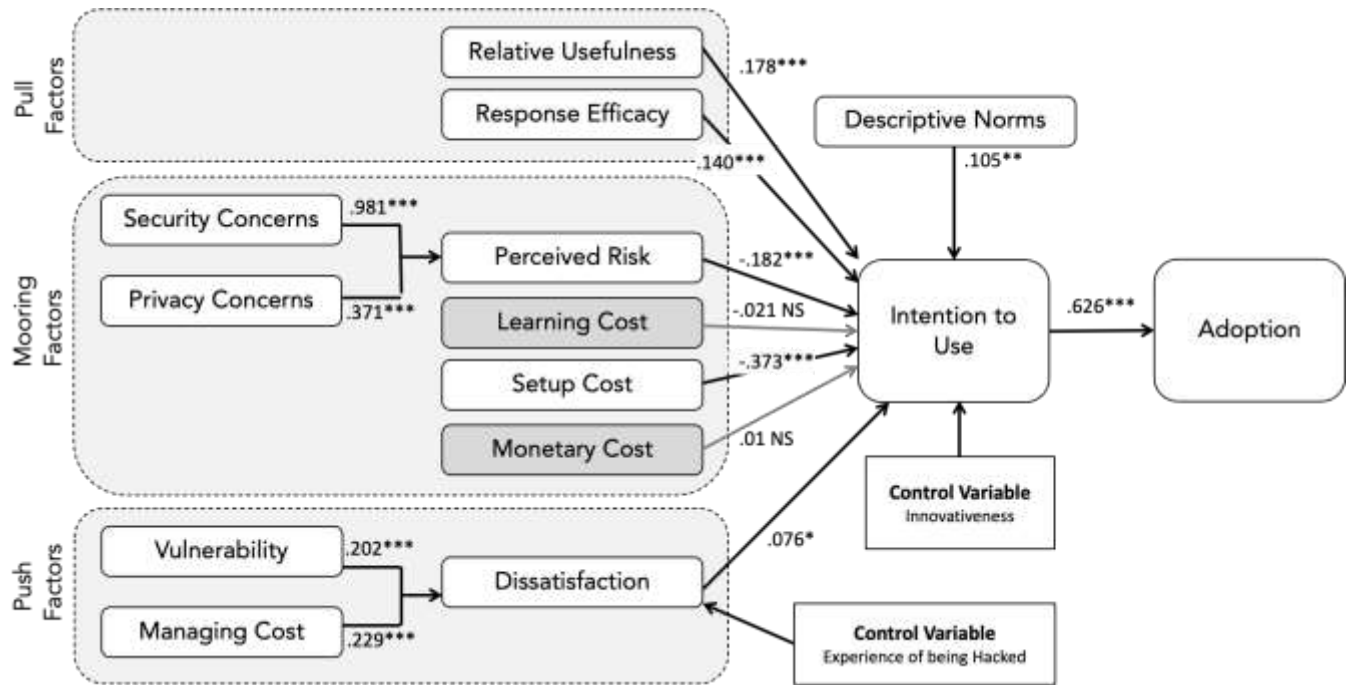 Pull
Factors
Relative Usefulness
.178***
Response Efficacy
.140***
Descriptive Norms
.105**
Mooring
Factors
Security Concerns
.981***
Privacy Concerns
.371***
Perceived Risk
-.182***
Learning Cost
-.021 NS
Setup Cost
-.373***
Monetary Cost
.01 NS
Intention to
Use
.626***
Adoption
Control Variable
Innovativeness
Push
Factors
Vulnerability
.202***
Managing Cost
.229***
Dissatisfaction
.076*
Control Variable
Experience of being Hacked